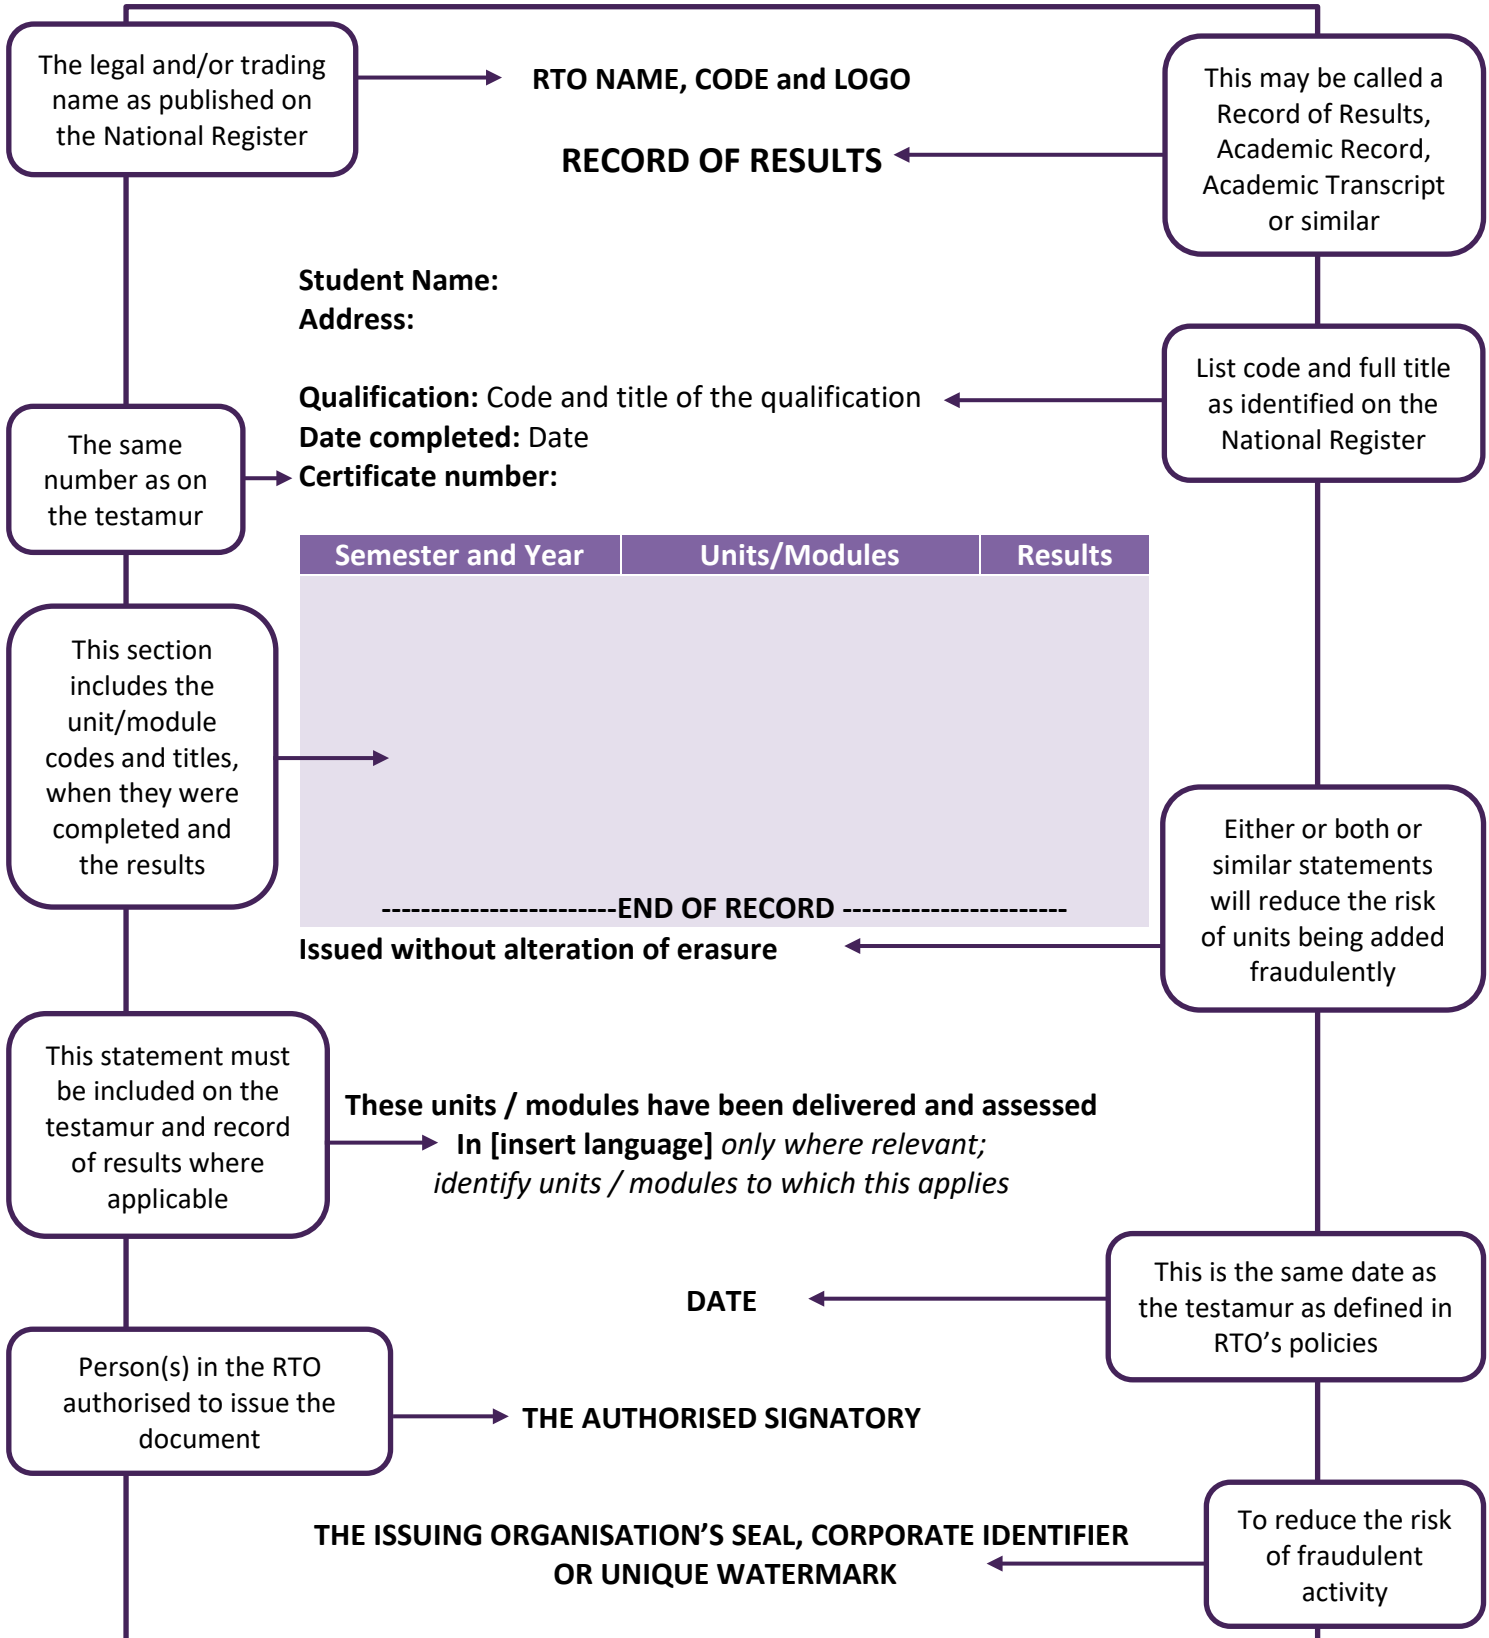 The legal and/or trading
name as published on
the National Register
RTO NAME, CODE and LOGO
This may be called a
Record of Results,
Academic Record,
Academic Transcript
or similar
RECORD OF RESULTS
Student Name:
Address:
List code and full title
as identified on the
National Register
Qualification: Code and title of the qualification
Date completed: Date
Certificate number:
The same
number as on
the testamur
Semester and Year Units/Modules Results
This section
includes the
unit/module
codes and titles,
when they were
completed and
the results
------------------------END OF RECORD -----------------------
Issued without alteration of erasure
Either or both or
similar statements
will reduce the risk
of units being added
fraudulently
This statement must
be included on the
testamur and record
of results where
applicable
These units / modules have been delivered and assessed
In [insert language] only where relevant;
identify units / modules to which this applies
DATE
This is the same date as
the testamur as defined in
RTO’s policies
Person(s) in the RTO
authorised to issue the
document
THE AUTHORISED SIGNATORY
THE ISSUING ORGANISATION’S SEAL, CORPORATE IDENTIFIER
OR UNIQUE WATERMARK
To reduce the risk
of fraudulent
activity